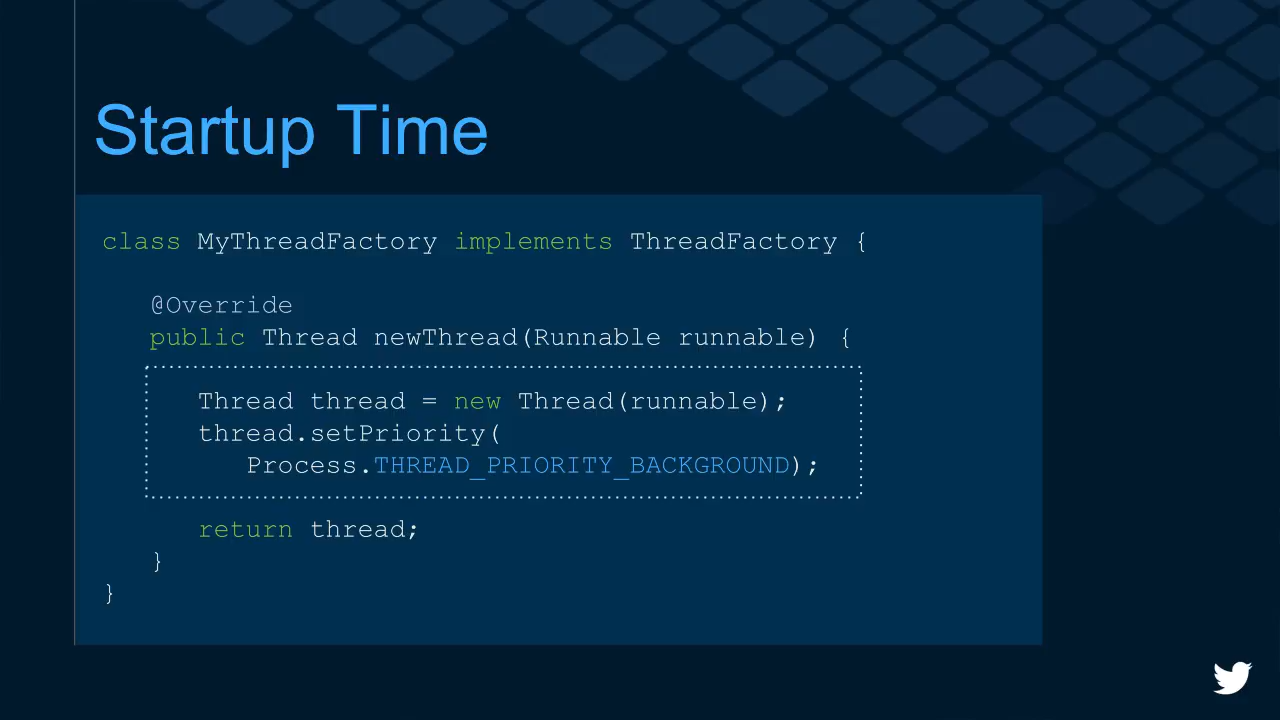 Startup Time
class MyThreadFactory implements ThreadFactory {
@Override
public Thread newThread(Runnable runnable) {
Thread thread = new Thread(runnable);
thread.setPriority(
Process.THREAD_PRIORITY_BACKGROUND);
return thread;
}
}